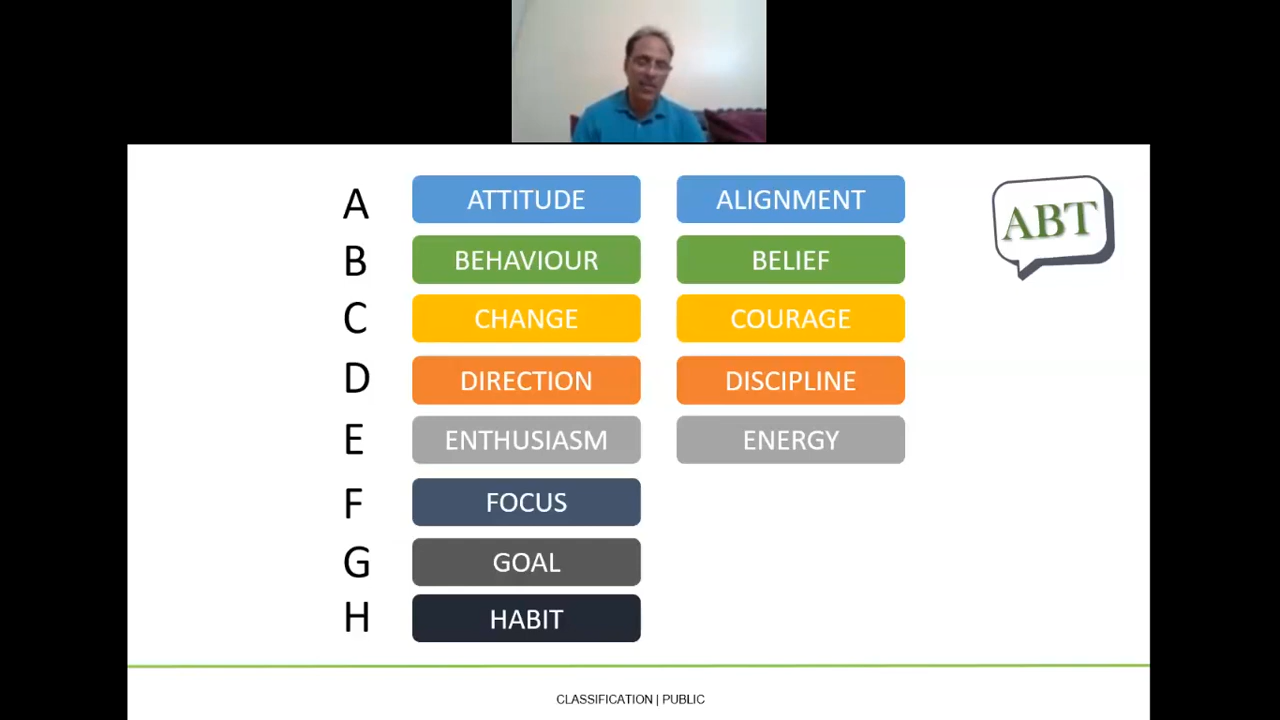 A ATTITUDE ALIGNMENT
ABT
B BEHAVIOUR BELIEF
C CHANGE COURAGE
D DIRECTION DISCIPLINE
E ENTHUSIASM ENERGY
F FOCUS
G GOAL
H HABIT
CLASSIFICATION | PUBLIC